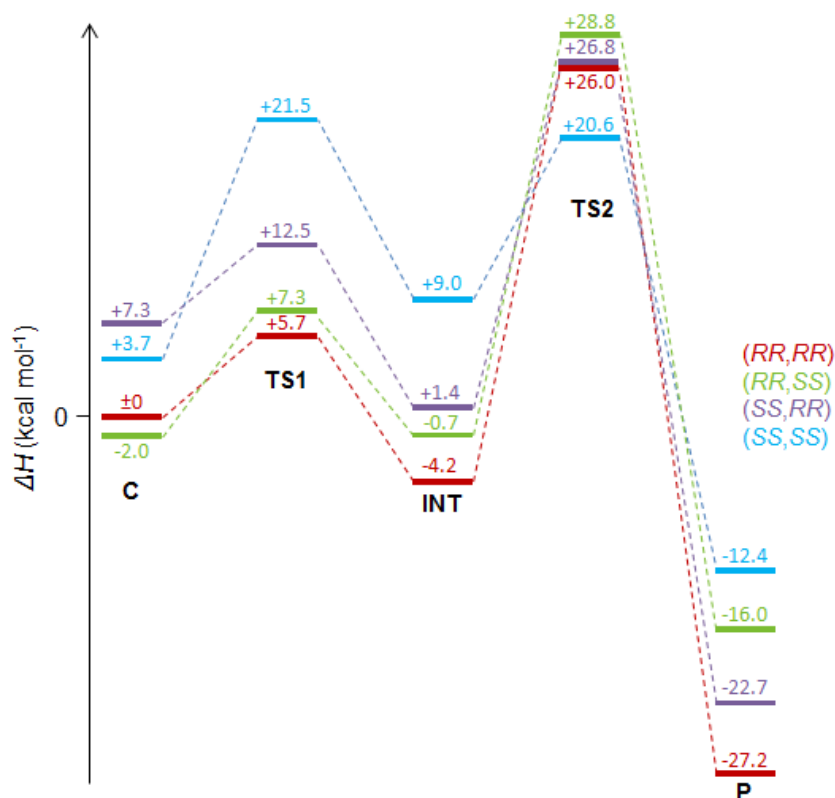 +28.8
+26.8
+26.0
+21.5
+20.6
TS2
+12.5
+9.0
+7.3
+7.3
+5.7
+3.7
(RR,RR)
TS1
(RR,SS)
±0
+1.4
(SS,RR)
0
-0.7
(SS,SS)
-2.0
-4.2
C
INT
ΔH (kcal mol⁻¹)
-12.4
-16.0
-22.7
-27.2
P